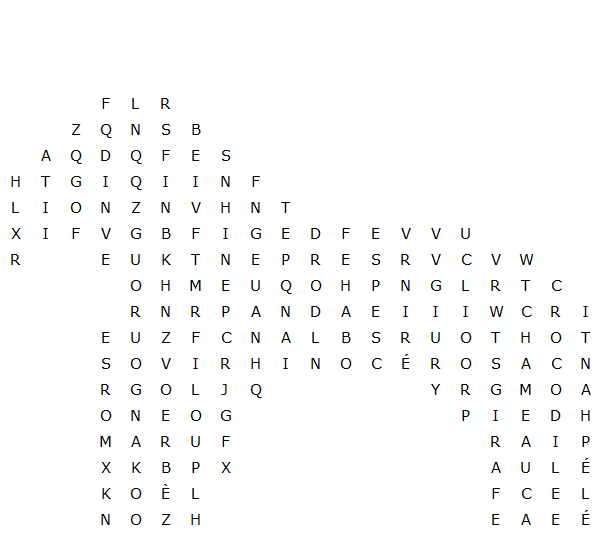 F L R
Z Q N S B
A Q D Q F E S
H T G I Q I I N F
L I O N Z N V H N T
X I F V G B F I G E D F E V V U
R E U K T N E P R E S R V C V W
O H M E U Q O H P N G L R T C
R N R P A N D A E I I I W C R I
E U Z F C N A L B S R U O T H O T
S O V I R H I N O C É R O S A C N
R G O L J Q Y R G M O A
O N E O G P I E D H
M A R U F R A I P
X K B P X A U L É
K O È L F C E L
N O Z H E A E É